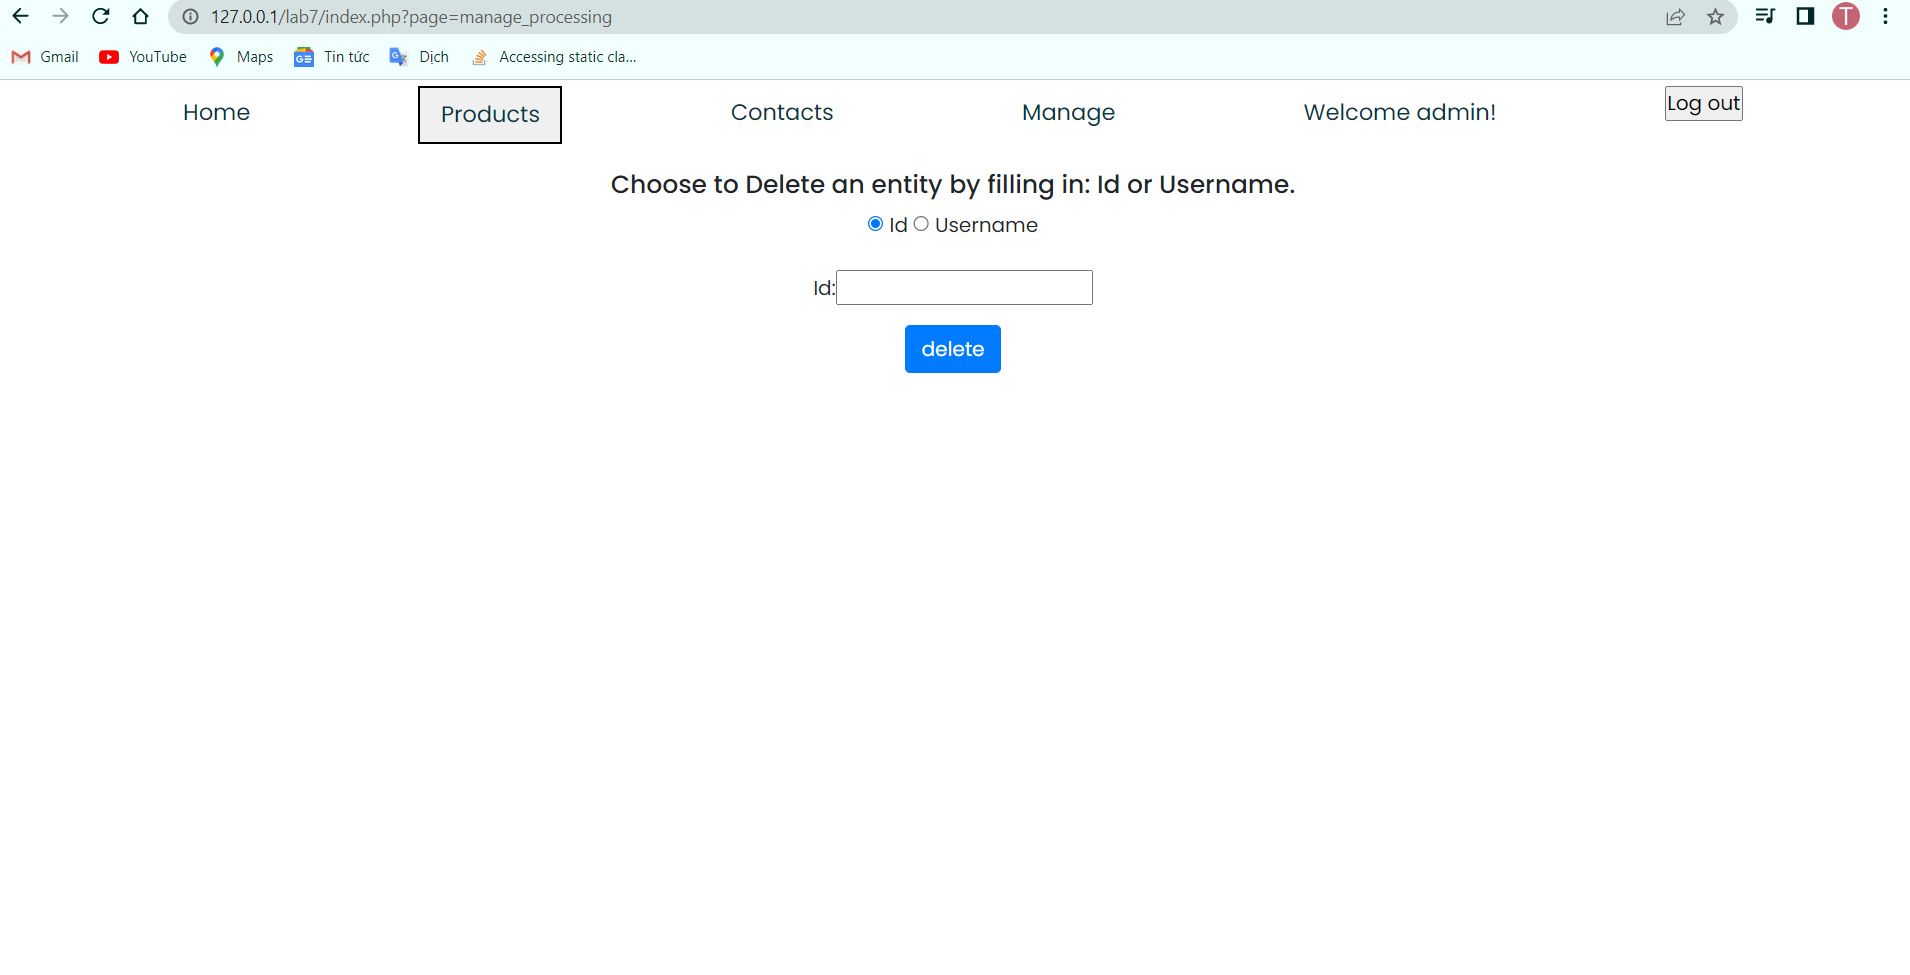 127.0.0.1/lab7/index.php?page=manage_processing
T
Gmail YouTube Maps Tin tức Dịch Accessing static cla...
Home Products Contacts Manage Welcome admin! Log out
Choose to Delete an entity by filling in: Id or Username.
Id Username
Id:
delete